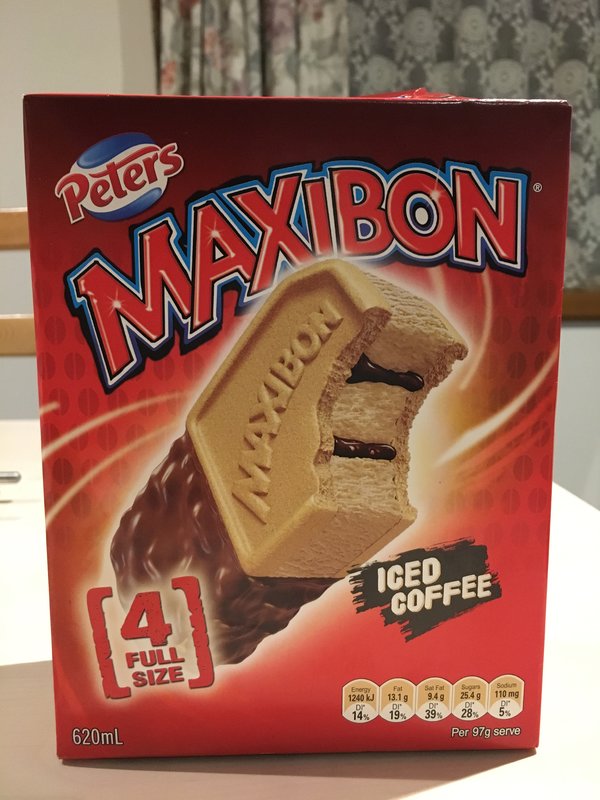 Peters
MAXIBON®
MAXIBON
ICED
COFFEE
[4
FULL
SIZE]
Energy
1240 kJ
DI*
14%
Fat
13.1 g
DI*
19%
Sat Fat
9.4 g
DI*
39%
Sugars
25.4 g
DI*
28%
Sodium
110 mg
DI*
5%
620mL
Per 97g serve